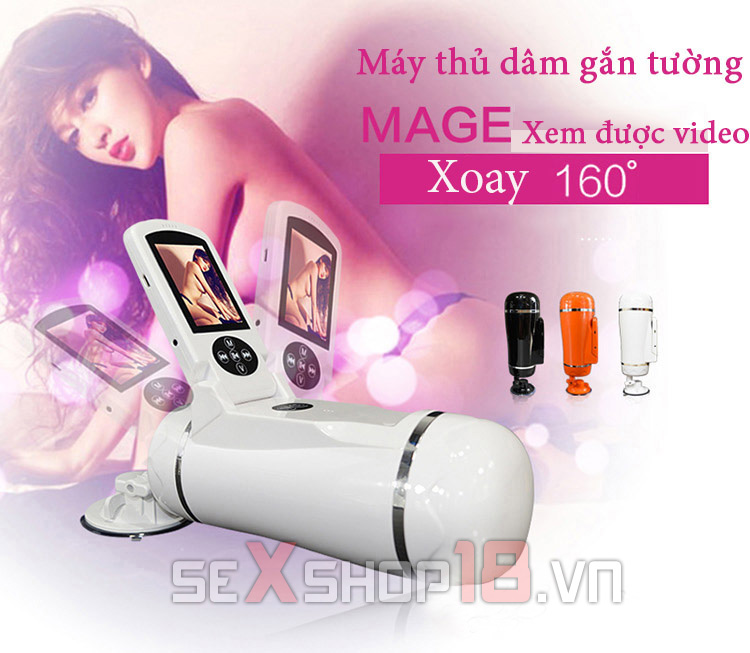 Máy thủ dâm gắn tường
MAGE Xem được video
Xoay 160°
M
V
seXshop18.vn